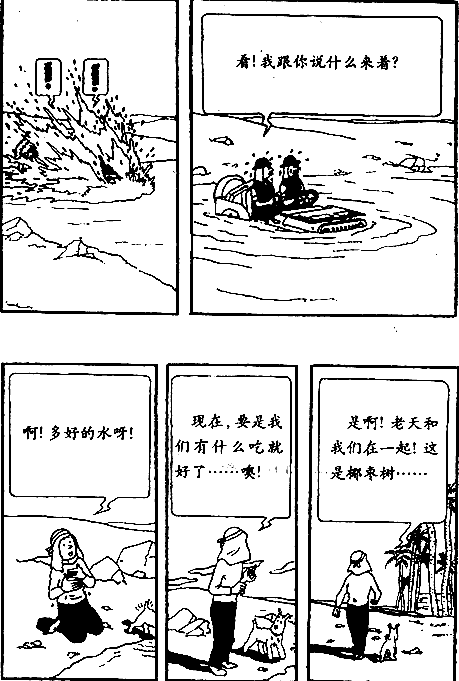 看!我跟你说什么来着?
啊!多好的水呀!
现在,要是我
们有什么吃就
好了……噢!
是啊!老天和
我们在一起!这
是椰枣树……